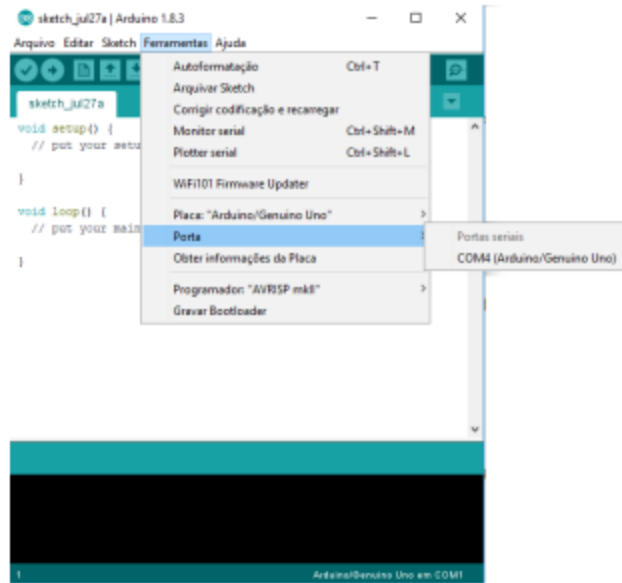 sketch_jul27a | Arduino 1.8.3
Arquivo Editar Sketch Ferramentas Ajuda
sketch_jul27a
void setup() {
// put your setu
}
void loop() {
// put your main
}
Autoformatação Ctrl+T
Arquivar Sketch
Corrigir codificação e recarregar
Monitor serial Ctrl+Shift+M
Plotter serial Ctrl+Shift+L
WiFi101 Firmware Updater
Placa: "Arduino/Genuino Uno"
Porta
Obter informações da Placa
Programador: "AVRISP mkII"
Gravar Bootloader
Portas seriais
COM4 (Arduino/Genuino Uno)
1 Arduino/Genuino Uno em COM1